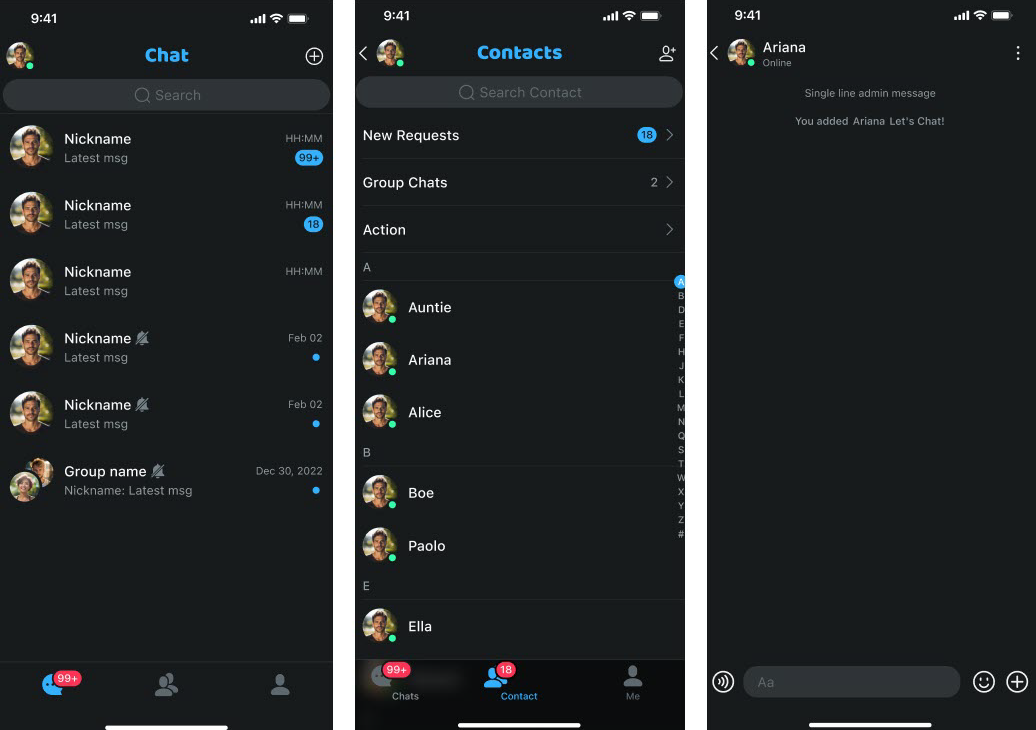 9:41
Chat
Search
Nickname
HH:MM
Latest msg
99+
Nickname
HH:MM
Latest msg
18
Nickname
HH:MM
Latest msg
Nickname
Feb 02
Latest msg
Nickname
Feb 02
Latest msg
Group name
Dec 30, 2022
Nickname: Latest msg
99+
9:41
Contacts
Search Contact
New Requests
18
Group Chats
2
Action
A
Auntie
Ariana
Alice
B
Boe
Paolo
E
Ella
A
B
D
E
F
H
J
K
L
M
N
Q
S
T
W
X
Y
Z
#
99+
Chats
18
Contact
Me
9:41
Ariana
Online
Single line admin message
You added Ariana Let's Chat!
Aa